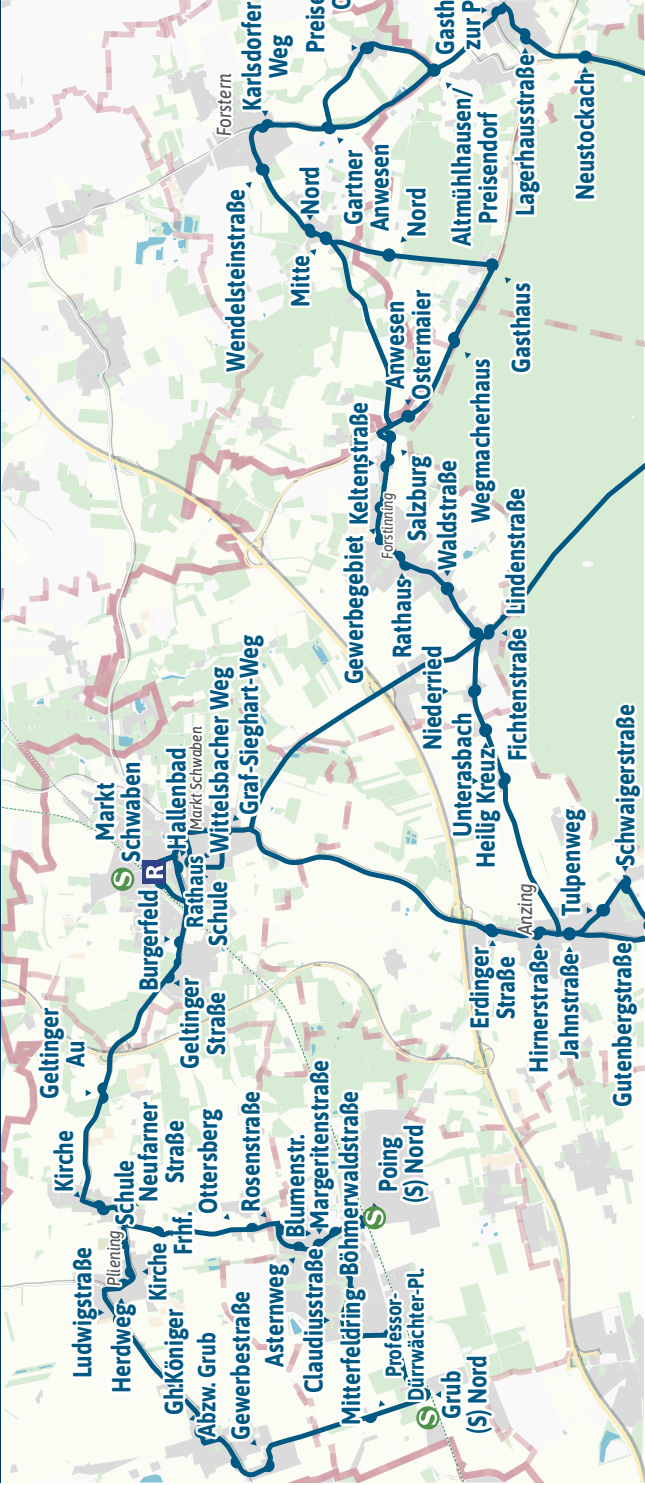 Forstern
Karlsdorfer
Weg
Preise
Gasth
zur P
Wendelsteinstraße
Nord
Mitte
Gartner
Anwesen
Nord
Altmühlhausen/
Preisendorf
Lagerhausstraße
Neustockach
Gasthaus
Anwesen
Ostermaier
Wegmacherhaus
Keltenstraße
Gewerbegebiet
Forstinning
Salzburg
Rathaus
Waldstraße
Lindenstraße
Niederried
Fichtenstraße
Unterasbach
Heilig Kreuz
Markt
Schwaben
S
R
Hallenbad
Markt Schwaben
Wittelsbacher Weg
Graf-Sieghart-Weg
Burgerfeld
Rathaus
Schule
Geltinger
Straße
Geltinger
Au
Anzing
Tulpenweg
Schwaigerstraße
Erdinger
Straße
Hirnerstraße
Jahnstraße
Gutenbergstraße
Kirche
Schule
Neufarner
Straße
Pliening
Ludwigstraße
Herdweg
Kirche
Frhf.
Ottersberg
Rosenstraße
Blumenstr.
Margeritenstraße
Böhmerwaldstraße
Poing
(S) Nord
S
Asternweg
Claudiusstraße
Mitterfeldring
Professor-
Dürrwächter-Pl.
Gh.Königer
Abzw. Grub
Gewerbestraße
S
Grub
(S) Nord